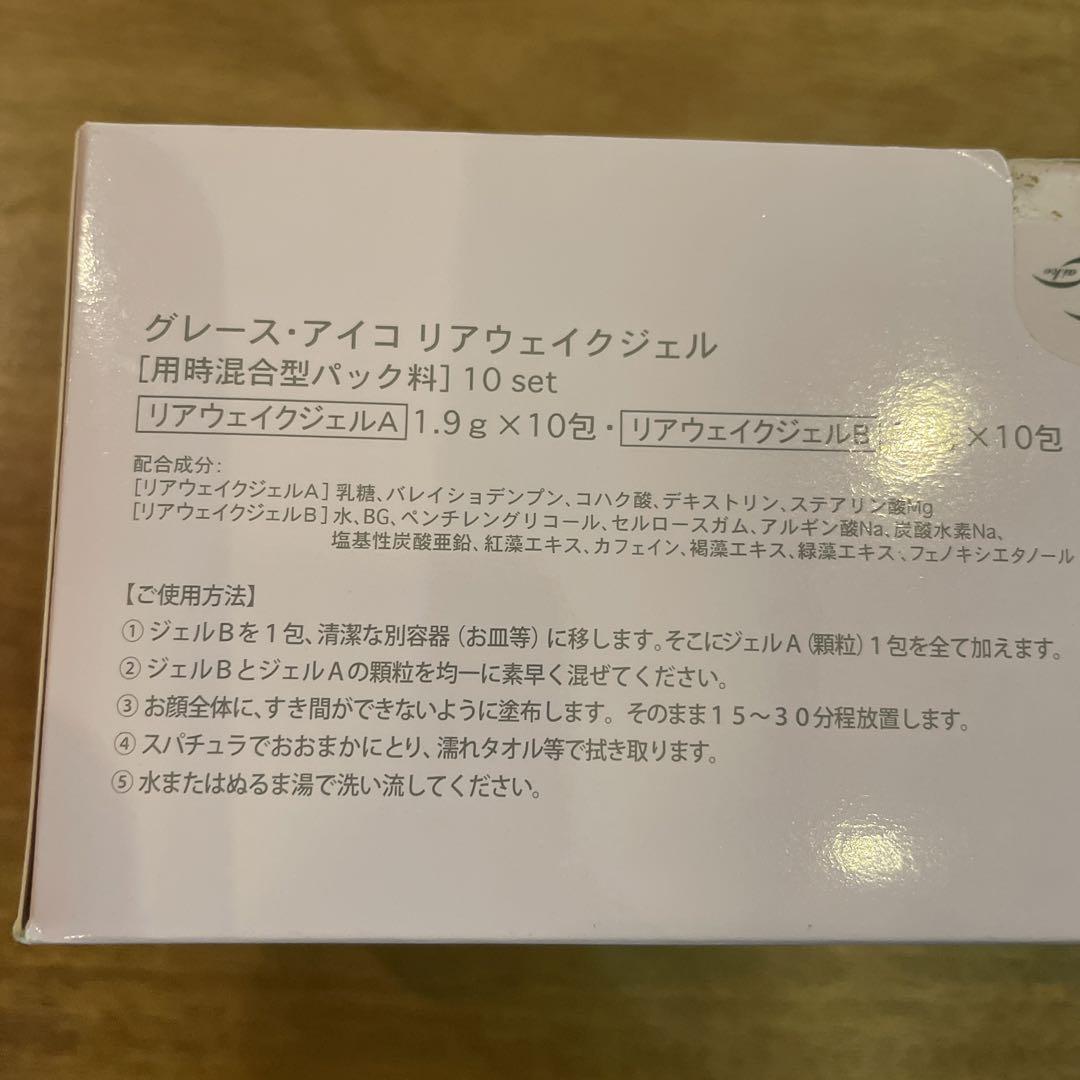 グレース・アイコ リアウェイクジェル
[用時混合型パック料] 10 set
リアウェイクジェルA 1.9g×10包・リアウェイクジェルB ×10包
配合成分:
[リアウェイクジェルA] 乳糖、バレイショデンプン、コハク酸、デキストリン、ステアリン酸Mg
[リアウェイクジェルB] 水、BG、ペンチレングリコール、セルロースガム、アルギン酸Na、炭酸水素Na、
塩基性炭酸亜鉛、紅藻エキス、カフェイン、褐藻エキス、緑藻エキス、フェノキシエタノール
【ご使用方法】
① ジェルBを1包、清潔な別容器(お皿等)に移します。そこにジェルA(顆粒)1包を全て加えます。
② ジェルBとジェルAの顆粒を均一に素早く混ぜてください。
③ お顔全体に、すき間ができないように塗布します。そのまま15～30分程放置します。
④ スパチュラでおおまかにとり、濡れタオル等で拭き取ります。
⑤ 水またはぬるま湯で洗い流してください。
aiko